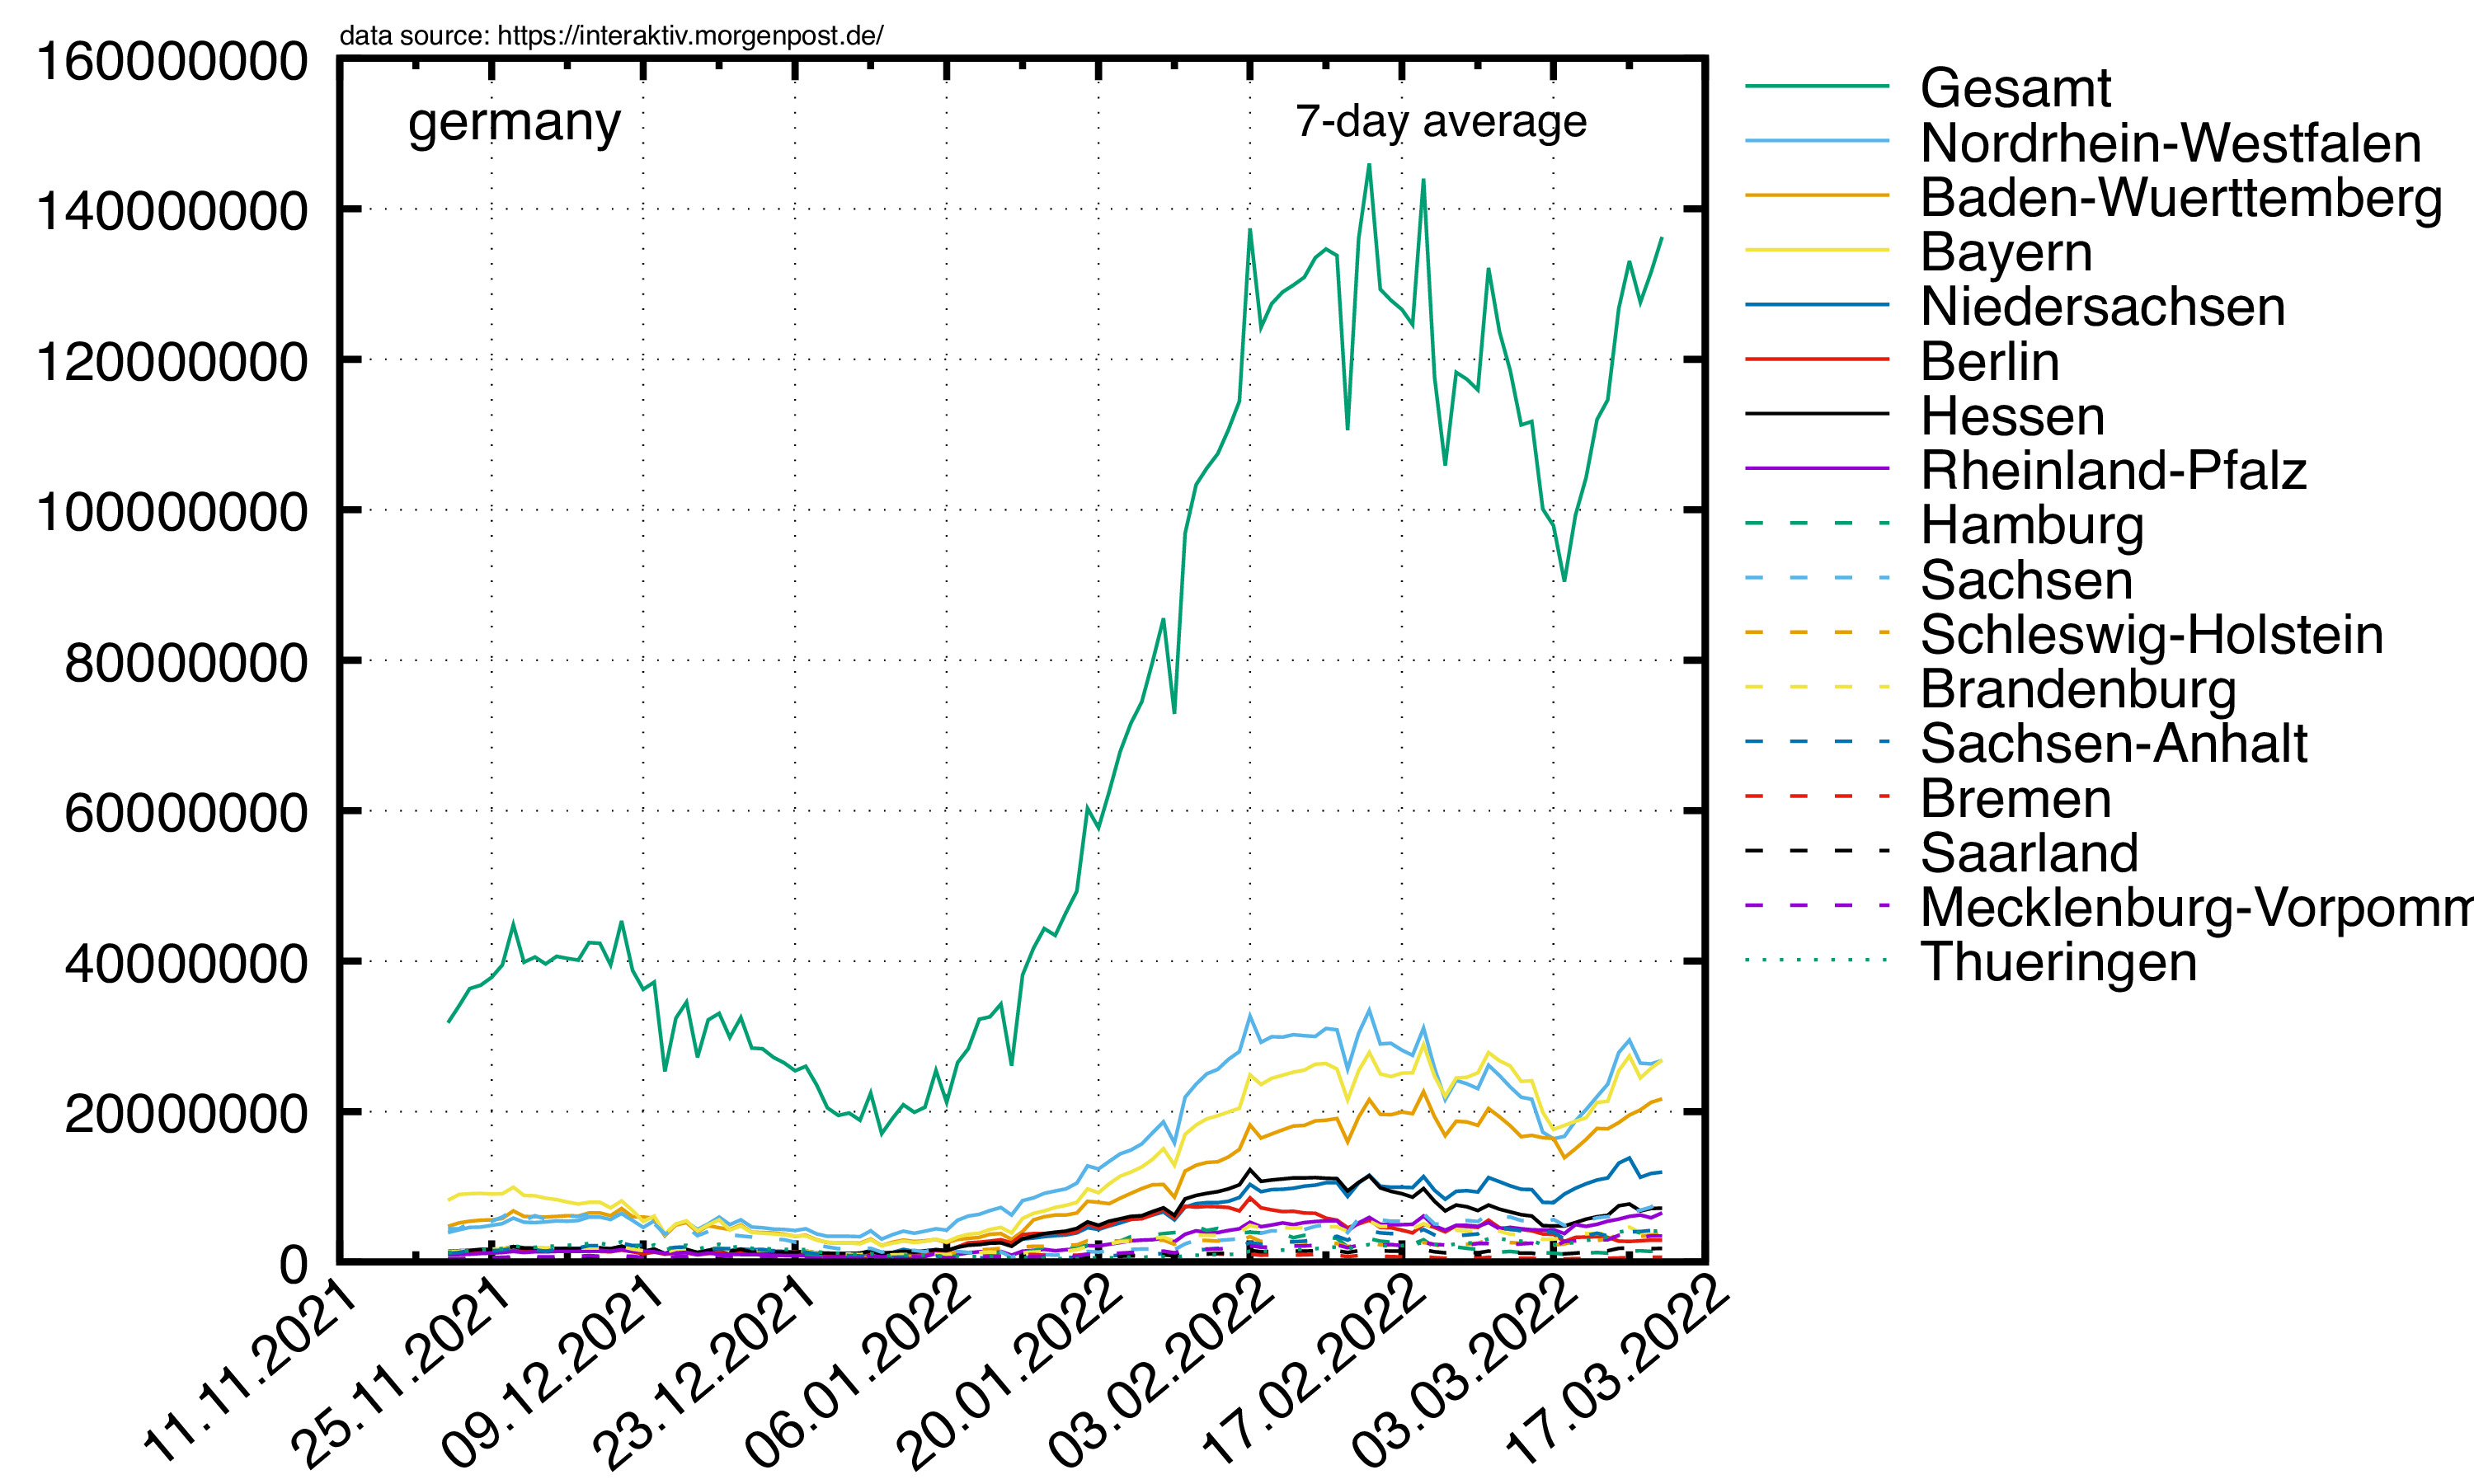 data source: https://interaktiv.morgenpost.de/
160000000
140000000
120000000
100000000
80000000
60000000
40000000
20000000
0
germany
7-day average
11.11.2021
25.11.2021
09.12.2021
23.12.2021
06.01.2022
20.01.2022
03.02.2022
17.02.2022
03.03.2022
17.03.2022
Gesamt
Nordrhein-Westfalen
Baden-Wuerttemberg
Bayern
Niedersachsen
Berlin
Hessen
Rheinland-Pfalz
Hamburg
Sachsen
Schleswig-Holstein
Brandenburg
Sachsen-Anhalt
Bremen
Saarland
Mecklenburg-Vorpomm
Thueringen